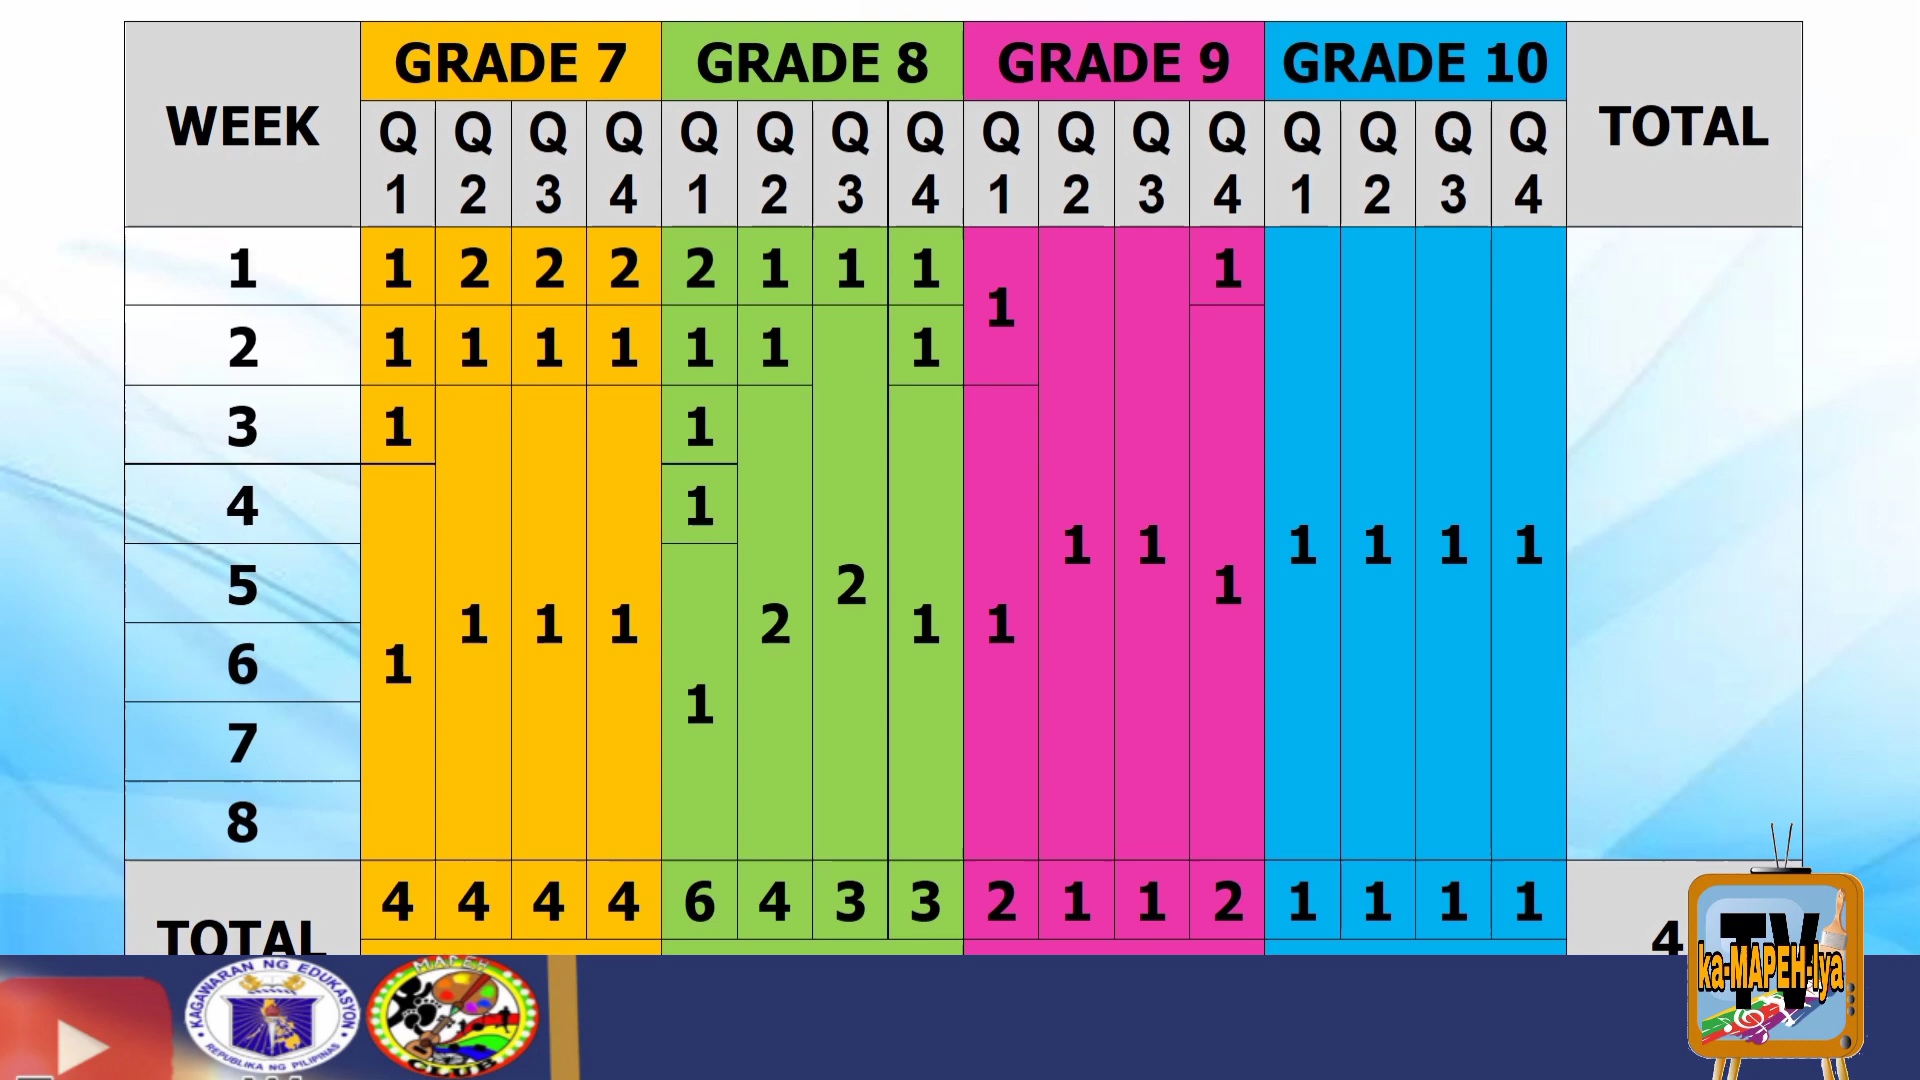 WEEK GRADE 7 GRADE 8 GRADE 9 GRADE 10 TOTAL
Q 1 Q 2 Q 3 Q 4 Q 1 Q 2 Q 3 Q 4 Q 1 Q 2 Q 3 Q 4 Q 1 Q 2 Q 3 Q 4
1 1 2 2 2 2 1 1 1 1
1
2 1 1 1 1 1 1 1
3 1 1
4 1
1 1 1 1 1 1
5 2 1
1 1 1 2 1 1
6 1
1
7
8
TOTAL 4 4 4 4 6 4 3 3 2 1 1 2 1 1 1 1
4
KAGAWARAN NG EDUKASYON
REPUBLIKA NG PILIPINAS
MAPEH
CLUB
TV
ka-MAPEH-lya